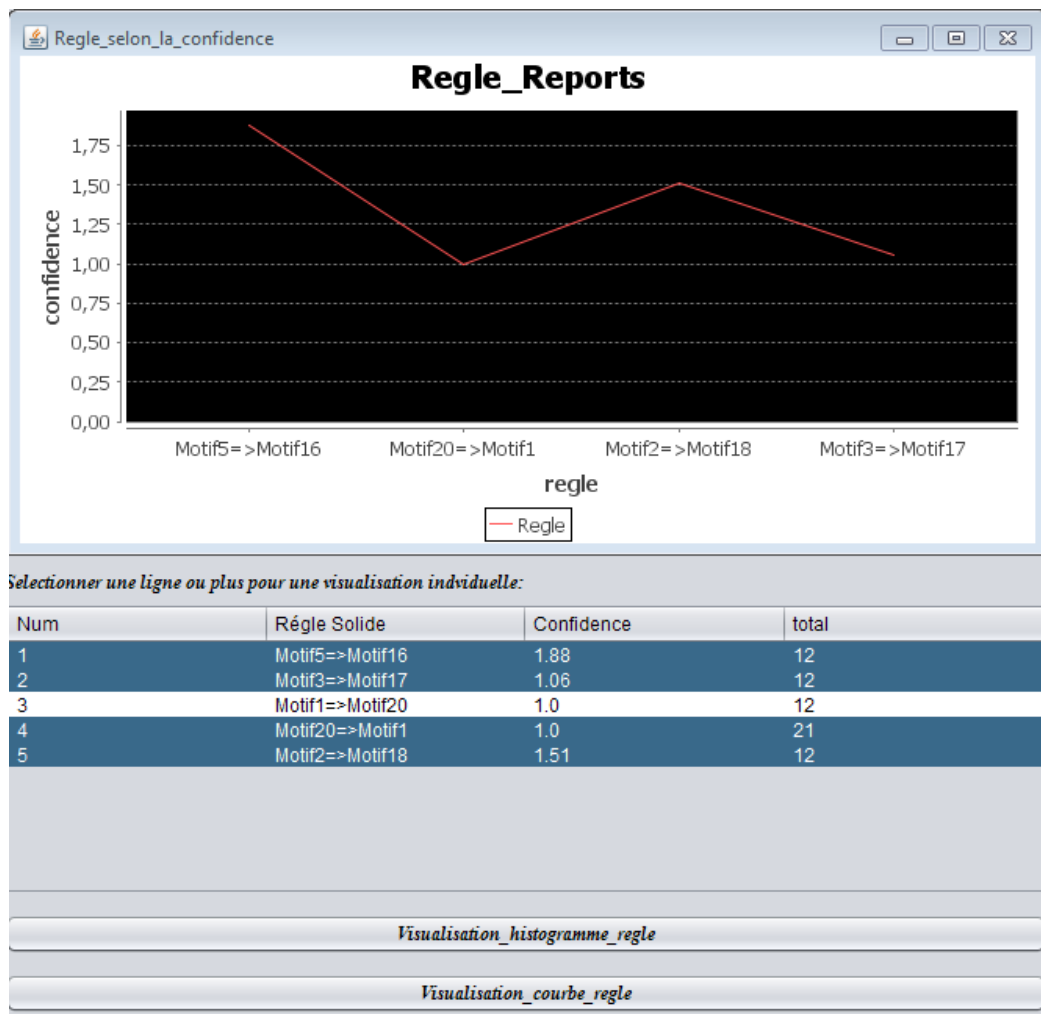 Regle_selon_la_confidence
Regle_Reports
confidence
1,75
1,50
1,25
1,00
0,75
0,50
0,25
0,00
Motif5=>Motif16 Motif20=>Motif1 Motif2=>Motif18 Motif3=>Motif17
regle
Regle
Selectionner une ligne ou plus pour une visualisation indviduelle:
Num Régle Solide Confidence total
1 Motif5=>Motif16 1.88 12
2 Motif3=>Motif17 1.06 12
3 Motif1=>Motif20 1.0 12
4 Motif20=>Motif1 1.0 21
5 Motif2=>Motif18 1.51 12
Visualisation_histogramme_regle
Visualisation_courbe_regle